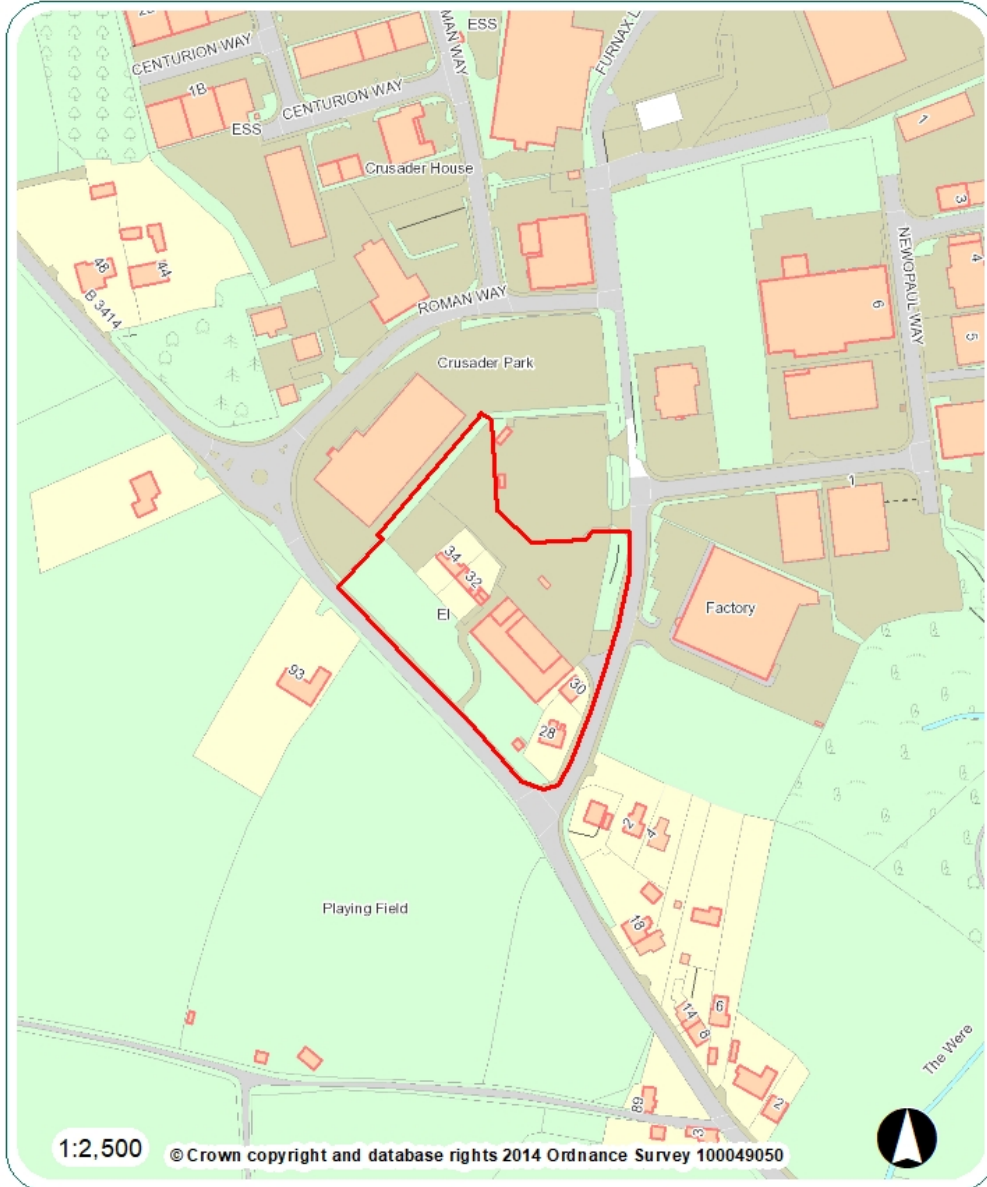 CENTURION WAY
1B
ESS
CENTURION WAY
MAN WAY
ESS
FURNAX L
Crusader House
1
3
4
5
6
NEWOPAUL WAY
48
44
B 3414
ROMAN WAY
Crusader Park
1
34
32
El
Factory
93
30
28
2
4
Playing Field
18
14
8
6
The Were
2
89
3
1:2,500
© Crown copyright and database rights 2014 Ordnance Survey 100049050